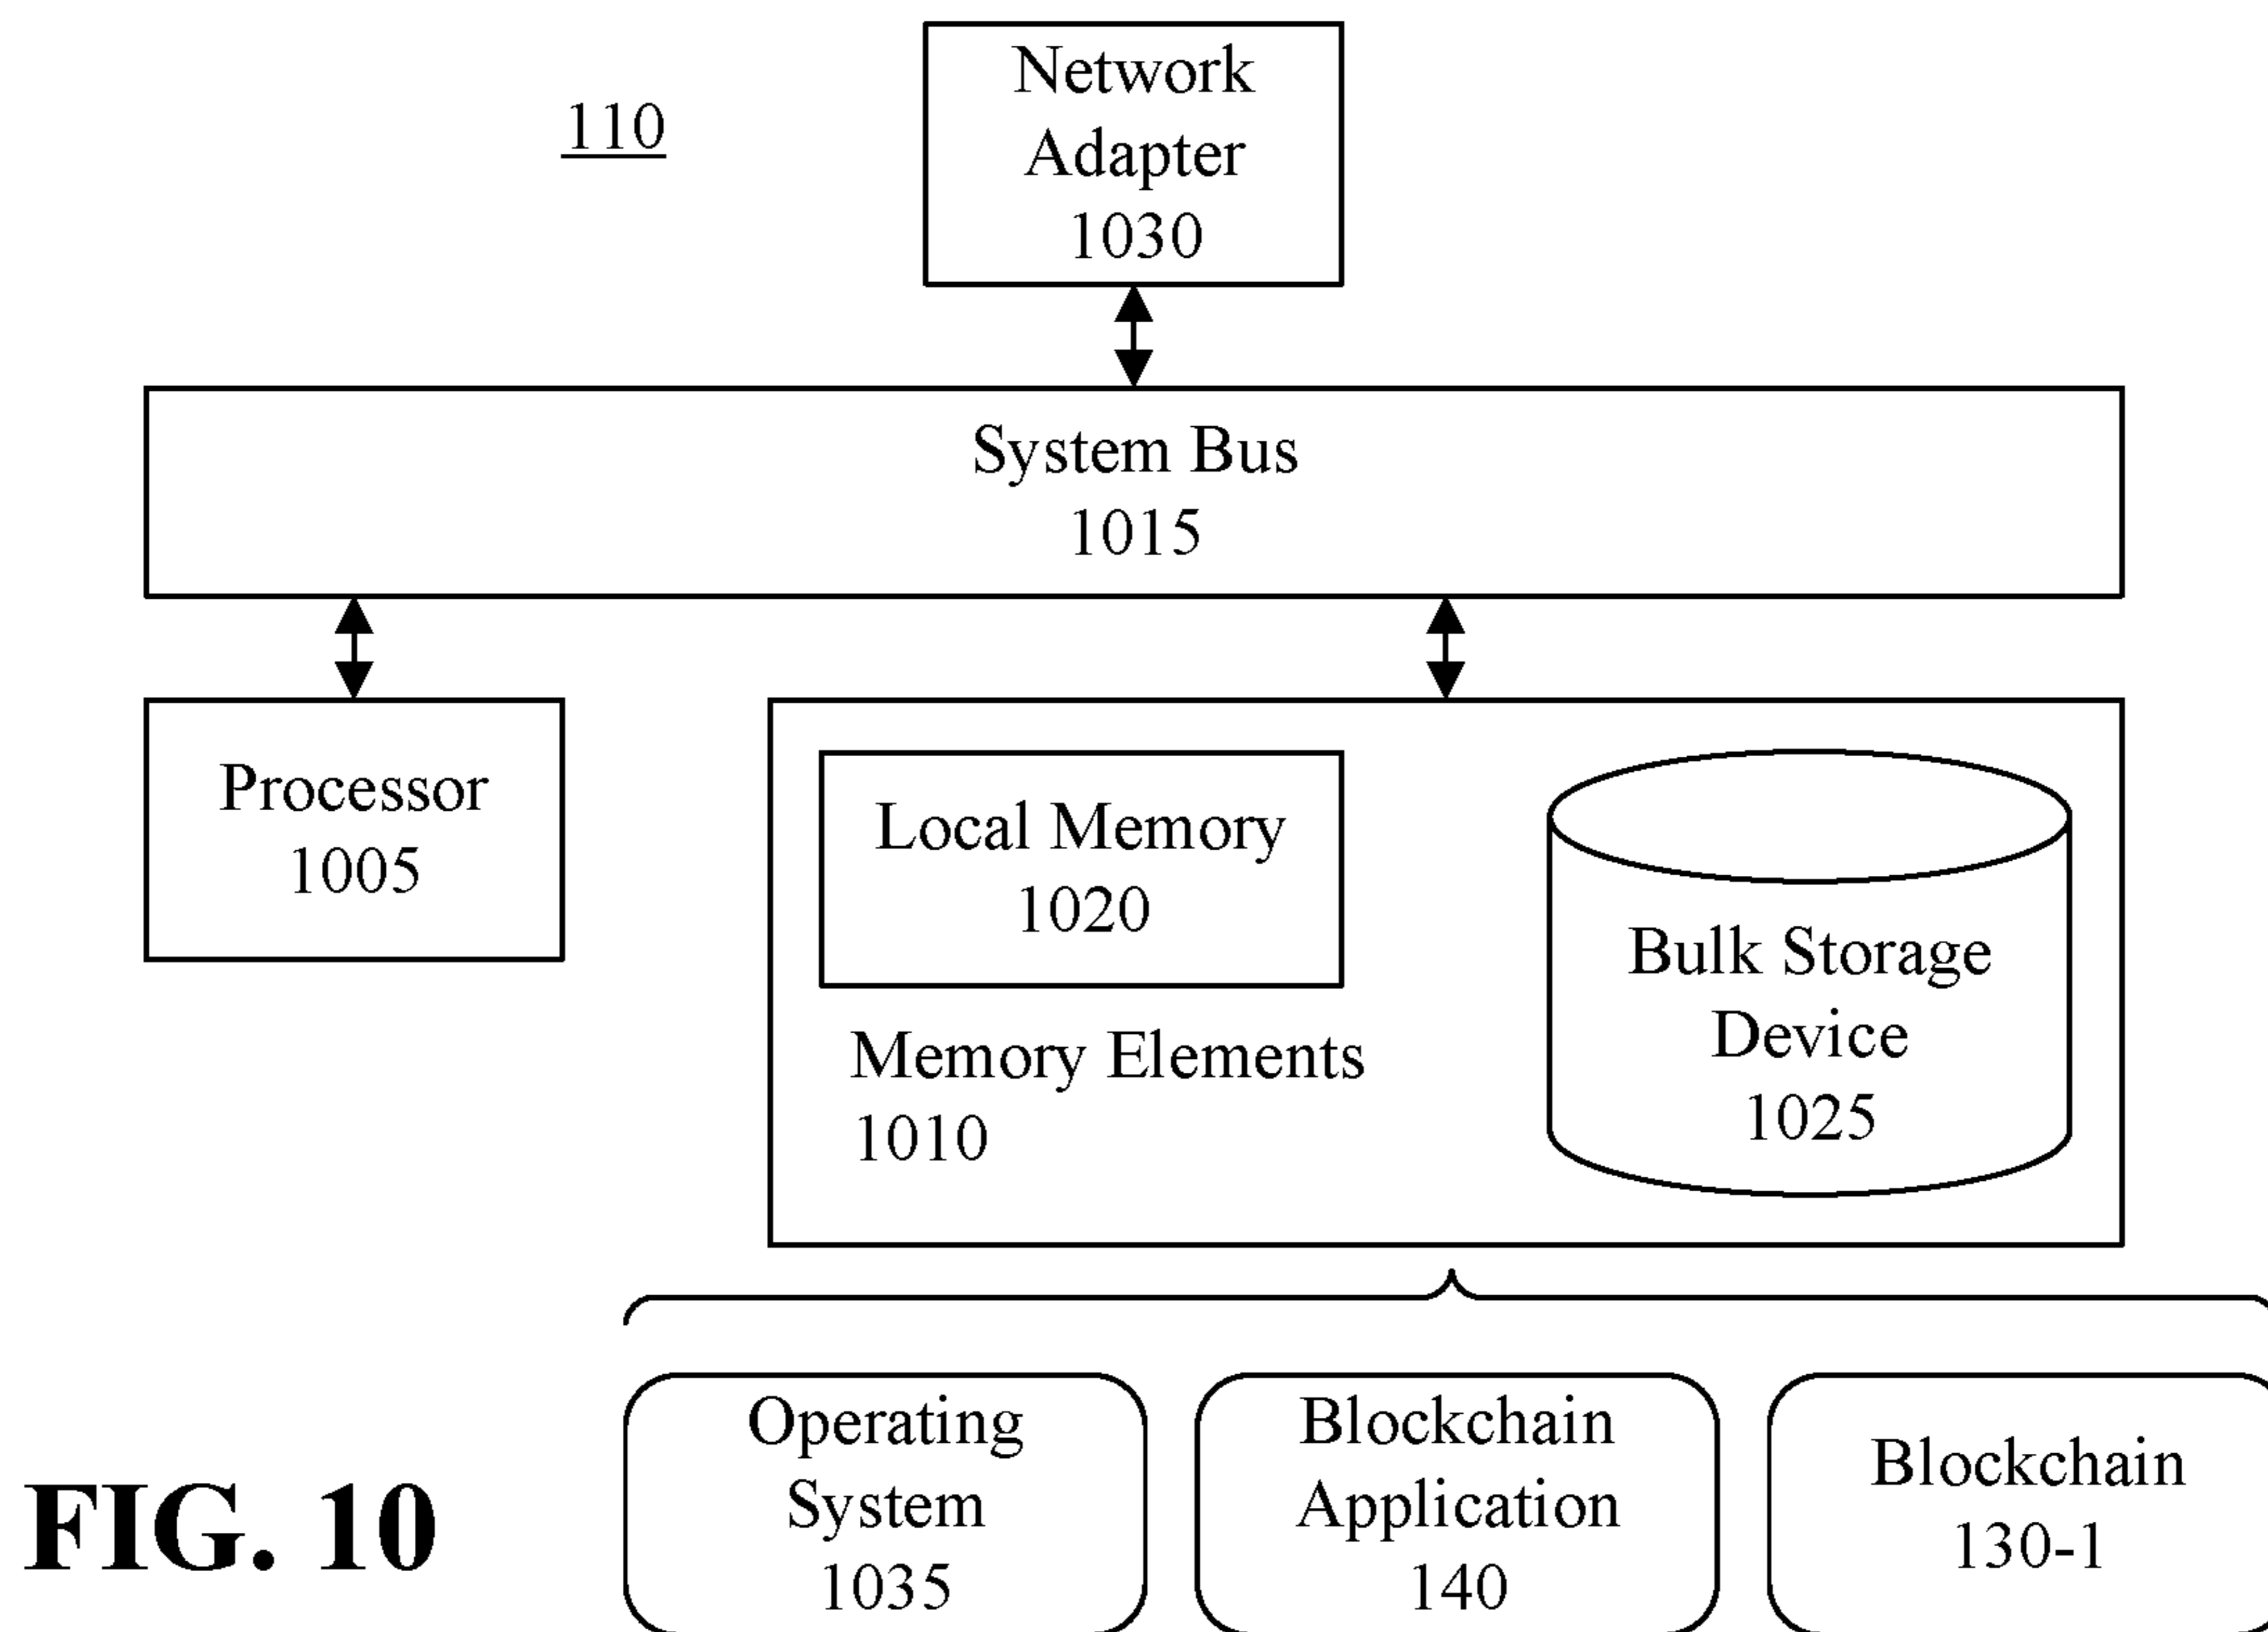 110
Network
Adapter
1030
System Bus
1015
Processor
1005
Local Memory
1020
Memory Elements
1010
Bulk Storage
Device
1025
Operating
System
1035
Blockchain
Application
140
Blockchain
130-1
FIG. 10